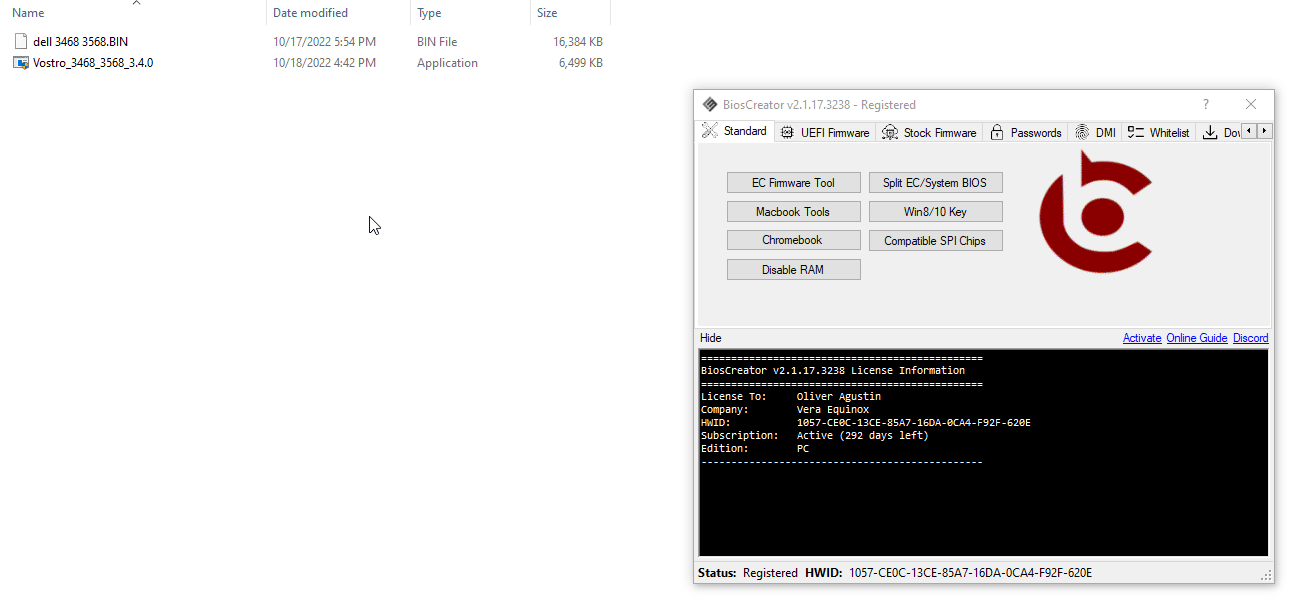 Name Date modified Type Size
dell 3468 3568.BIN 10/17/2022 5:54 PM BIN File 16,384 KB
Vostro_3468_3568_3.4.0 10/18/2022 4:42 PM Application 6,499 KB
BiosCreator v2.1.17.3238 - Registered ?
Standard UEFI Firmware Stock Firmware Passwords DMI Whitelist
EC Firmware Tool Split EC/System BIOS
Macbook Tools Win8/10 Key
Chromebook Compatible SPI Chips
Disable RAM
Hide Activate Online Guide Discord
===============================================
BiosCreator v2.1.17.3238 License Information
===============================================
License To: Oliver Agustin
Company: Vera Equinox
HWID: 1057-CE0C-13CE-85A7-16DA-0CA4-F92F-620E
Subscription: Active (292 days left)
Edition: PC
-----------------------------------------------
Status: Registered HWID: 1057-CE0C-13CE-85A7-16DA-0CA4-F92F-620E